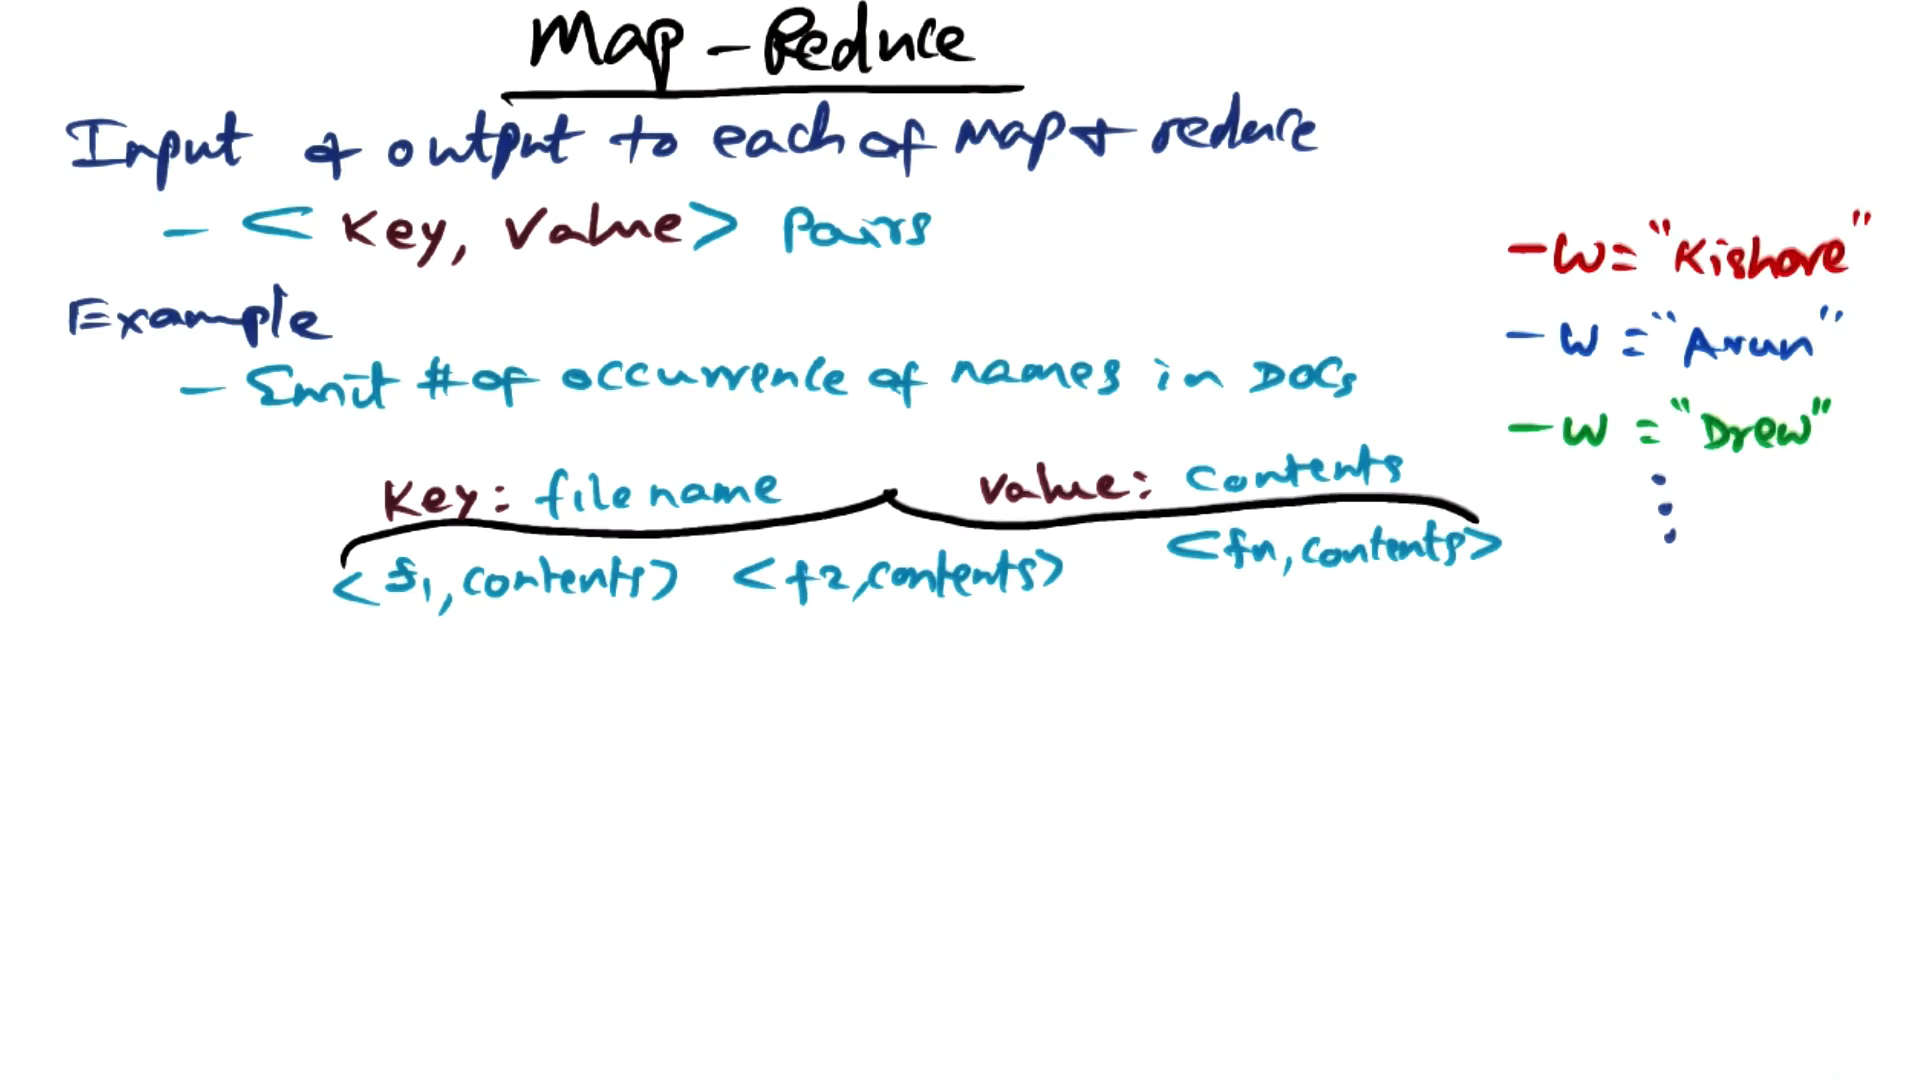 Map-Reduce
Input & output to each of map & reduce
- < Key, Value > Pairs
Example
- Emit # of occurrence of names in DOCs
Key: filename Value: Contents
<f1, contents> <f2, contents> <fn, contents>
- W = "Kishore"
- W = "Arun"
- W = "Drew"